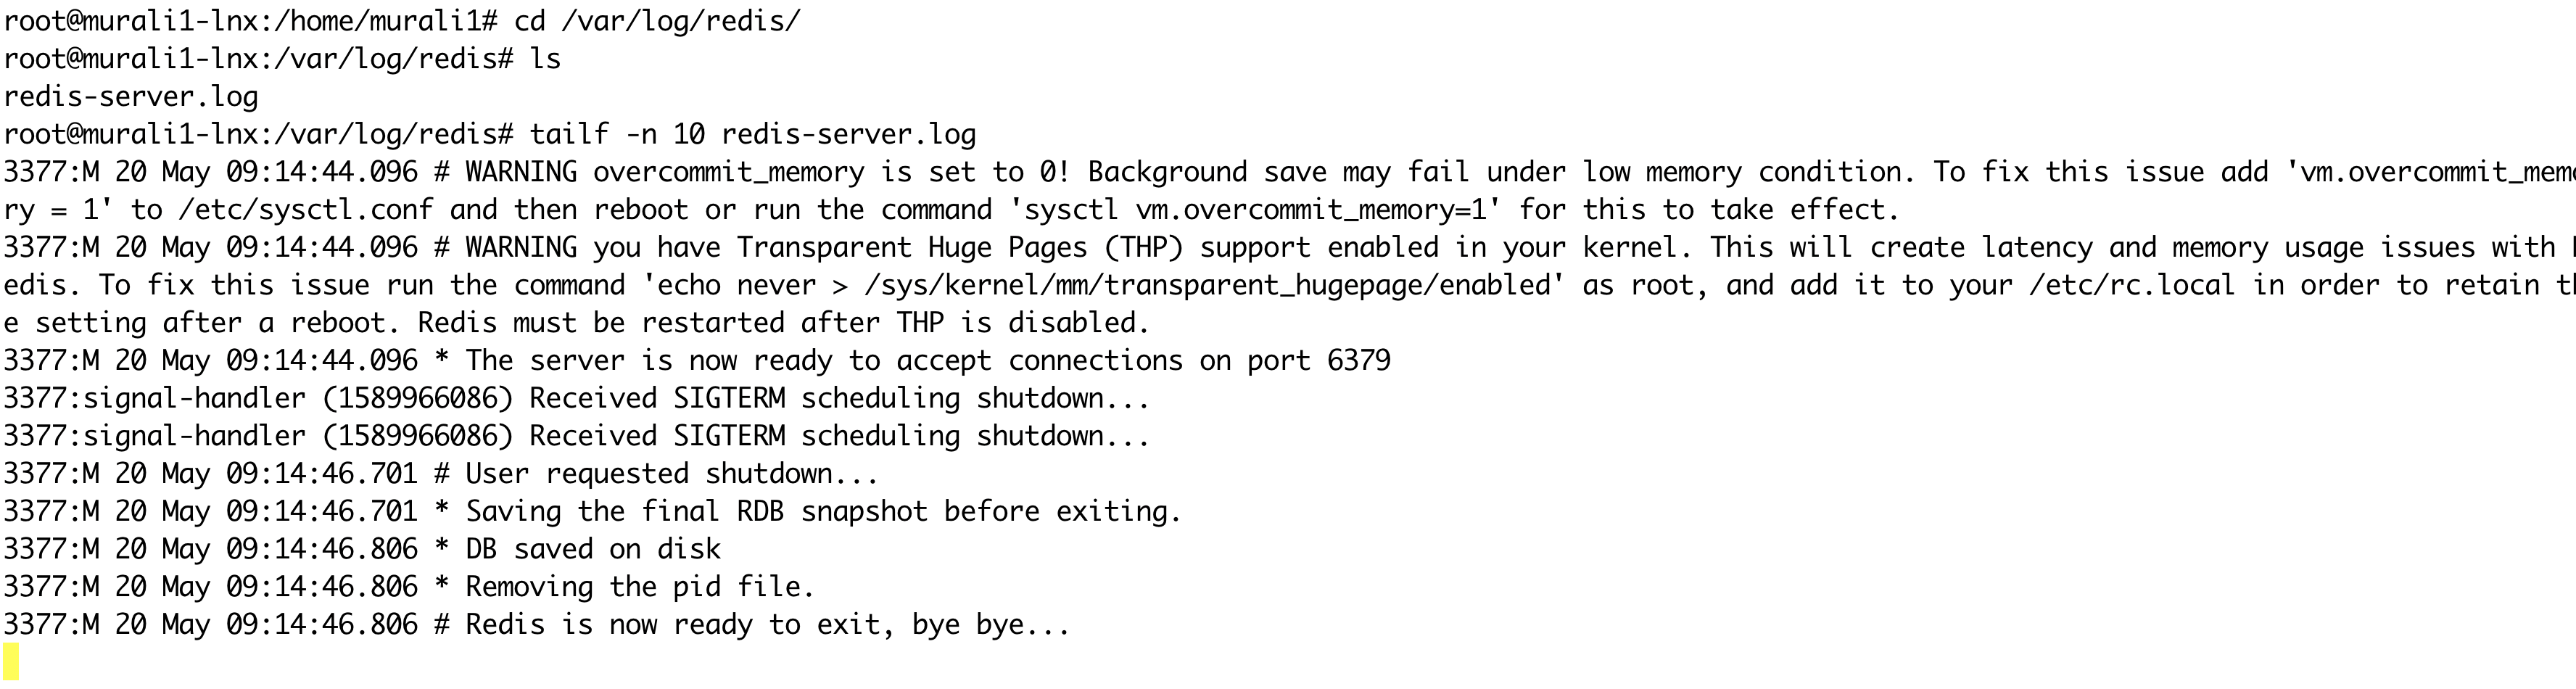 root@murali1-lnx:/home/murali1# cd /var/log/redis/
root@murali1-lnx:/var/log/redis# ls
redis-server.log
root@murali1-lnx:/var/log/redis# tailf -n 10 redis-server.log
3377:M 20 May 09:14:44.096 # WARNING overcommit_memory is set to 0! Background save may fail under low memory condition. To fix this issue add 'vm.overcommit_memo
ry = 1' to /etc/sysctl.conf and then reboot or run the command 'sysctl vm.overcommit_memory=1' for this to take effect.
3377:M 20 May 09:14:44.096 # WARNING you have Transparent Huge Pages (THP) support enabled in your kernel. This will create latency and memory usage issues with R
edis. To fix this issue run the command 'echo never > /sys/kernel/mm/transparent_hugepage/enabled' as root, and add it to your /etc/rc.local in order to retain th
e setting after a reboot. Redis must be restarted after THP is disabled.
3377:M 20 May 09:14:44.096 * The server is now ready to accept connections on port 6379
3377:signal-handler (1589966086) Received SIGTERM scheduling shutdown...
3377:signal-handler (1589966086) Received SIGTERM scheduling shutdown...
3377:M 20 May 09:14:46.701 # User requested shutdown...
3377:M 20 May 09:14:46.701 * Saving the final RDB snapshot before exiting.
3377:M 20 May 09:14:46.806 * DB saved on disk
3377:M 20 May 09:14:46.806 * Removing the pid file.
3377:M 20 May 09:14:46.806 # Redis is now ready to exit, bye bye...